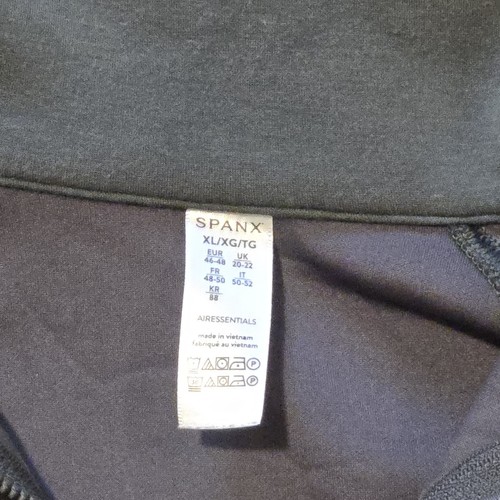 SPANX
XL/XG/TG
EUR UK
46-48 20-22
FR IT
48-50 50-52
KR
88
AIRESSENTIALS
made in vietnam
fabriqué au vietnam